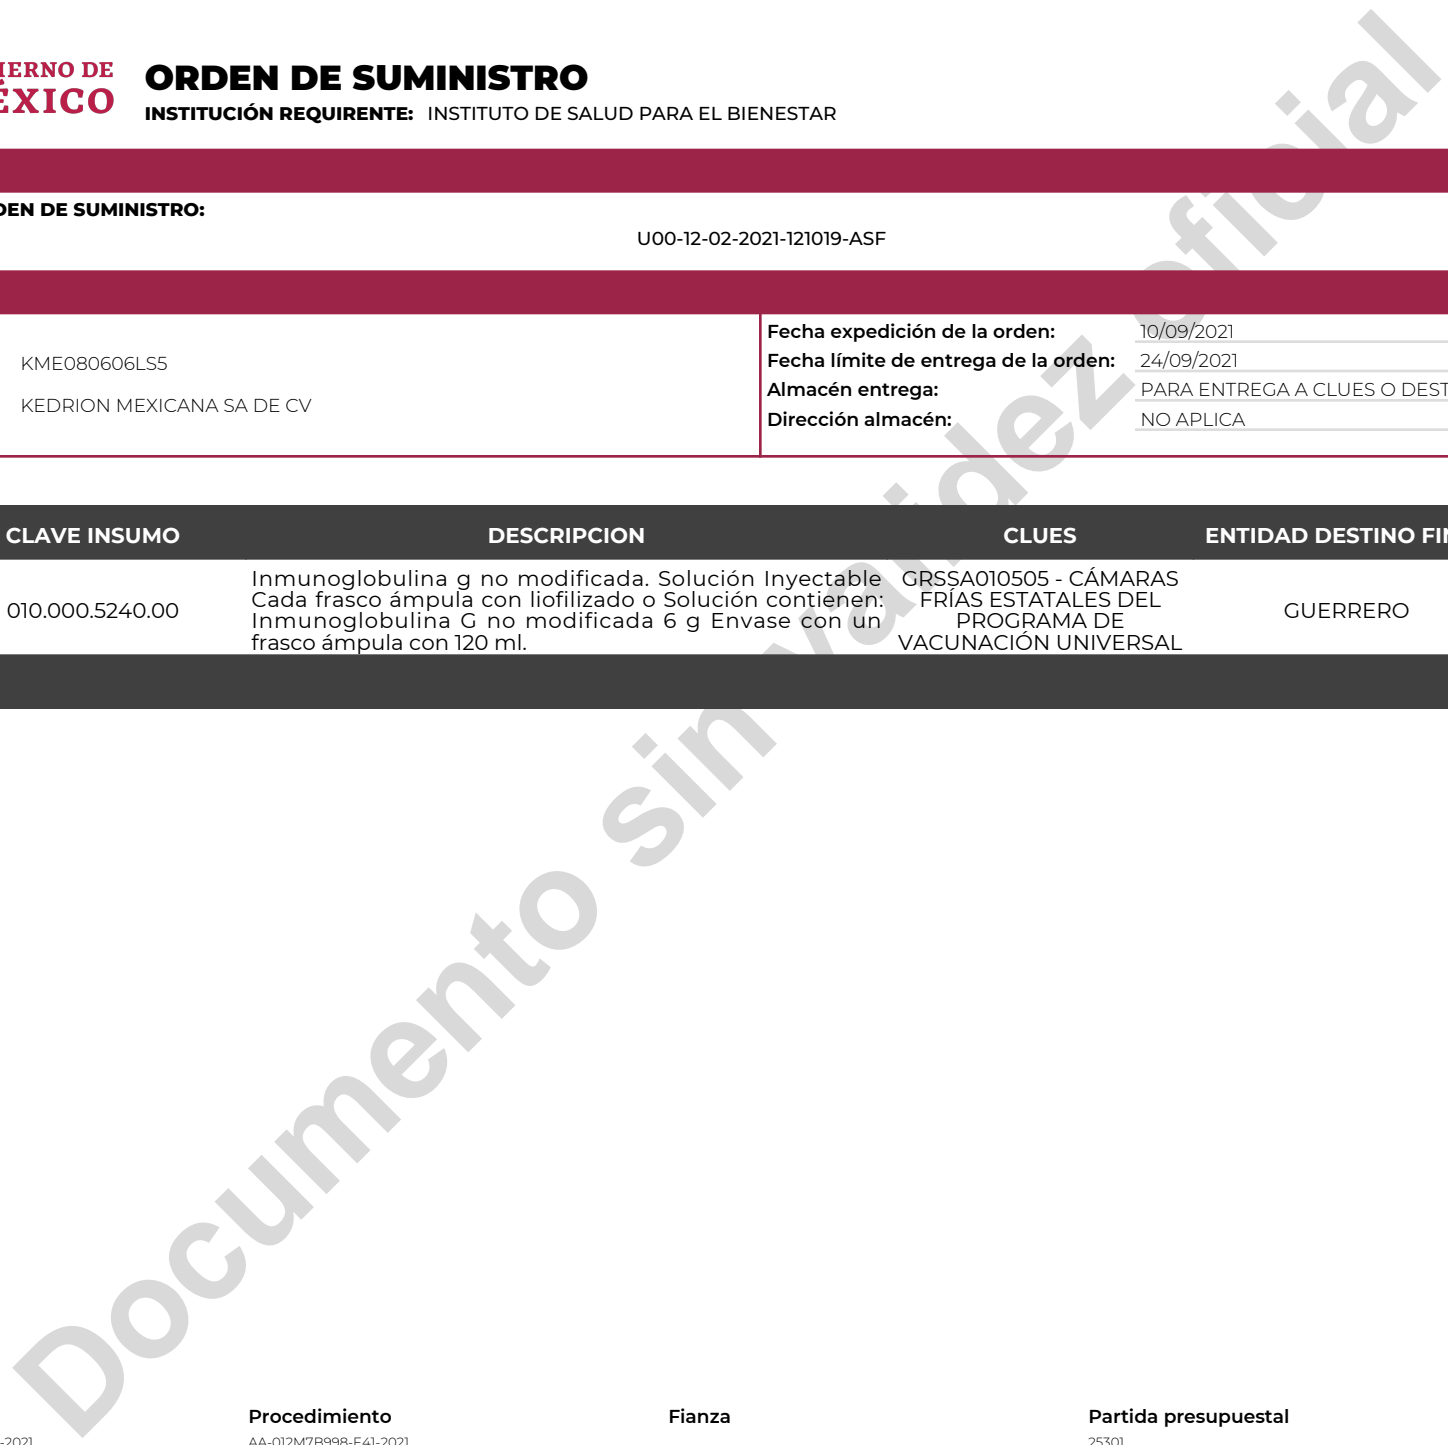 IERNO DE
ÉXICO
ORDEN DE SUMINISTRO
INSTITUCIÓN REQUIRENTE: INSTITUTO DE SALUD PARA EL BIENESTAR
DEN DE SUMINISTRO:
U00-12-02-2021-121019-ASF
KME080606LS5
KEDRION MEXICANA SA DE CV
Fecha expedición de la orden: 10/09/2021
Fecha límite de entrega de la orden: 24/09/2021
Almacén entrega: PARA ENTREGA A CLUES O DEST
Dirección almacén: NO APLICA
CLAVE INSUMO DESCRIPCION CLUES ENTIDAD DESTINO FIN
010.000.5240.00
Inmunoglobulina g no modificada. Solución Inyectable
Cada frasco ámpula con liofilizado o Solución contienen:
Inmunoglobulina G no modificada 6 g Envase con un
frasco ámpula con 120 ml.
GRSSA010505 - CÁMARAS
FRÍAS ESTATALES DEL
PROGRAMA DE
VACUNACIÓN UNIVERSAL
GUERRERO
Documento sin validez oficial
Procedimiento Fianza Partida presupuestal
-2021 AA-012M7B998-E41-2021 25301